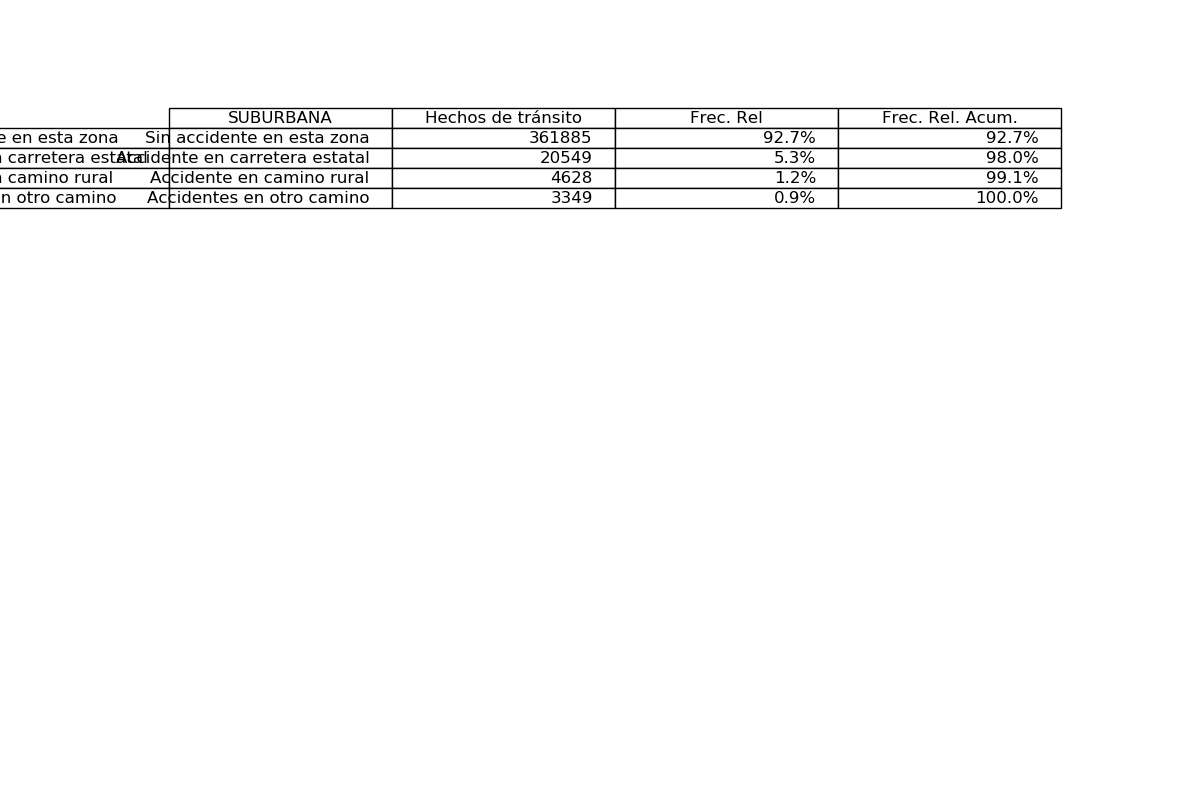 SUBURBANA Hechos de tránsito Frec. Rel Frec. Rel. Acum.
en esta zona Sin accidente en esta zona 361885 92.7% 92.7%
carretera estatal Accidente en carretera estatal 20549 5.3% 98.0%
camino rural Accidente en camino rural 4628 1.2% 99.1%
otro camino Accidentes en otro camino 3349 0.9% 100.0%